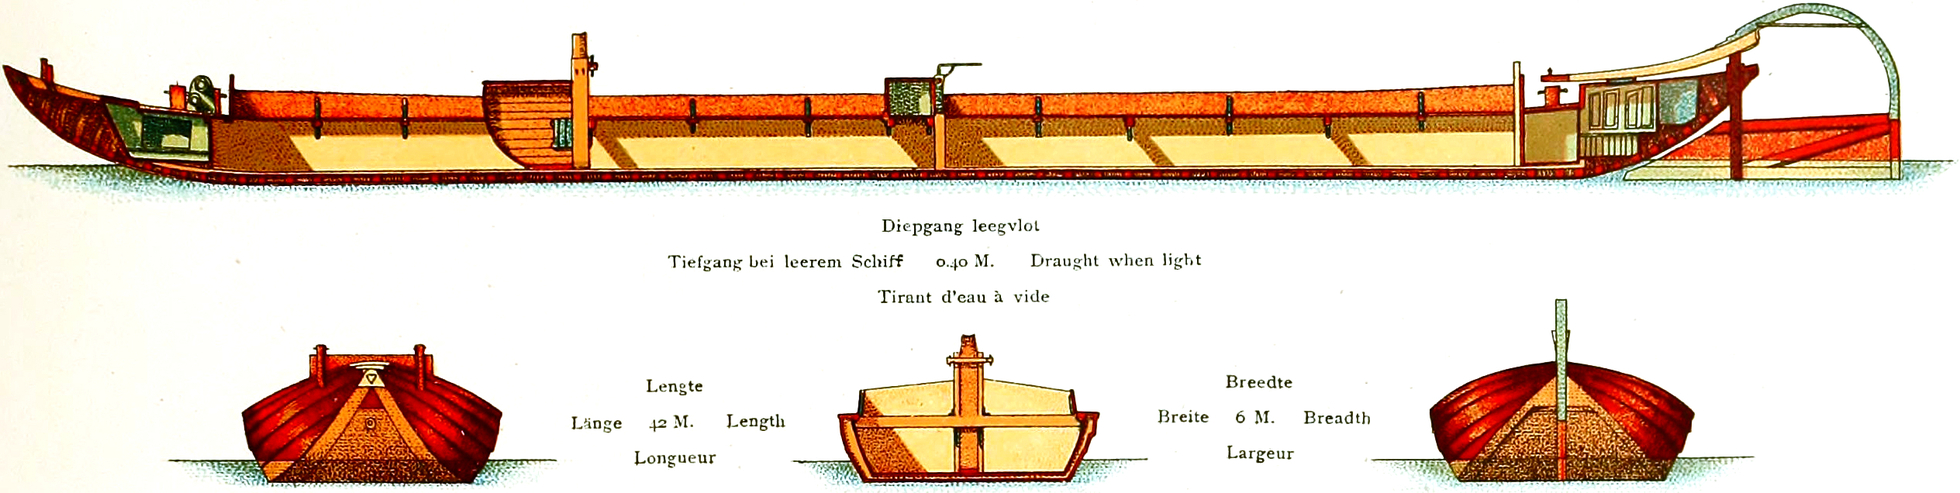 Diepgang leegvlot
Tiefgang bei leerem Schiff 0.40 M. Draught when light
Tirant d'eau à vide
Lengte
Länge 42 M. Length
Longueur
Breedte
Breite 6 M. Breadth
Largeur